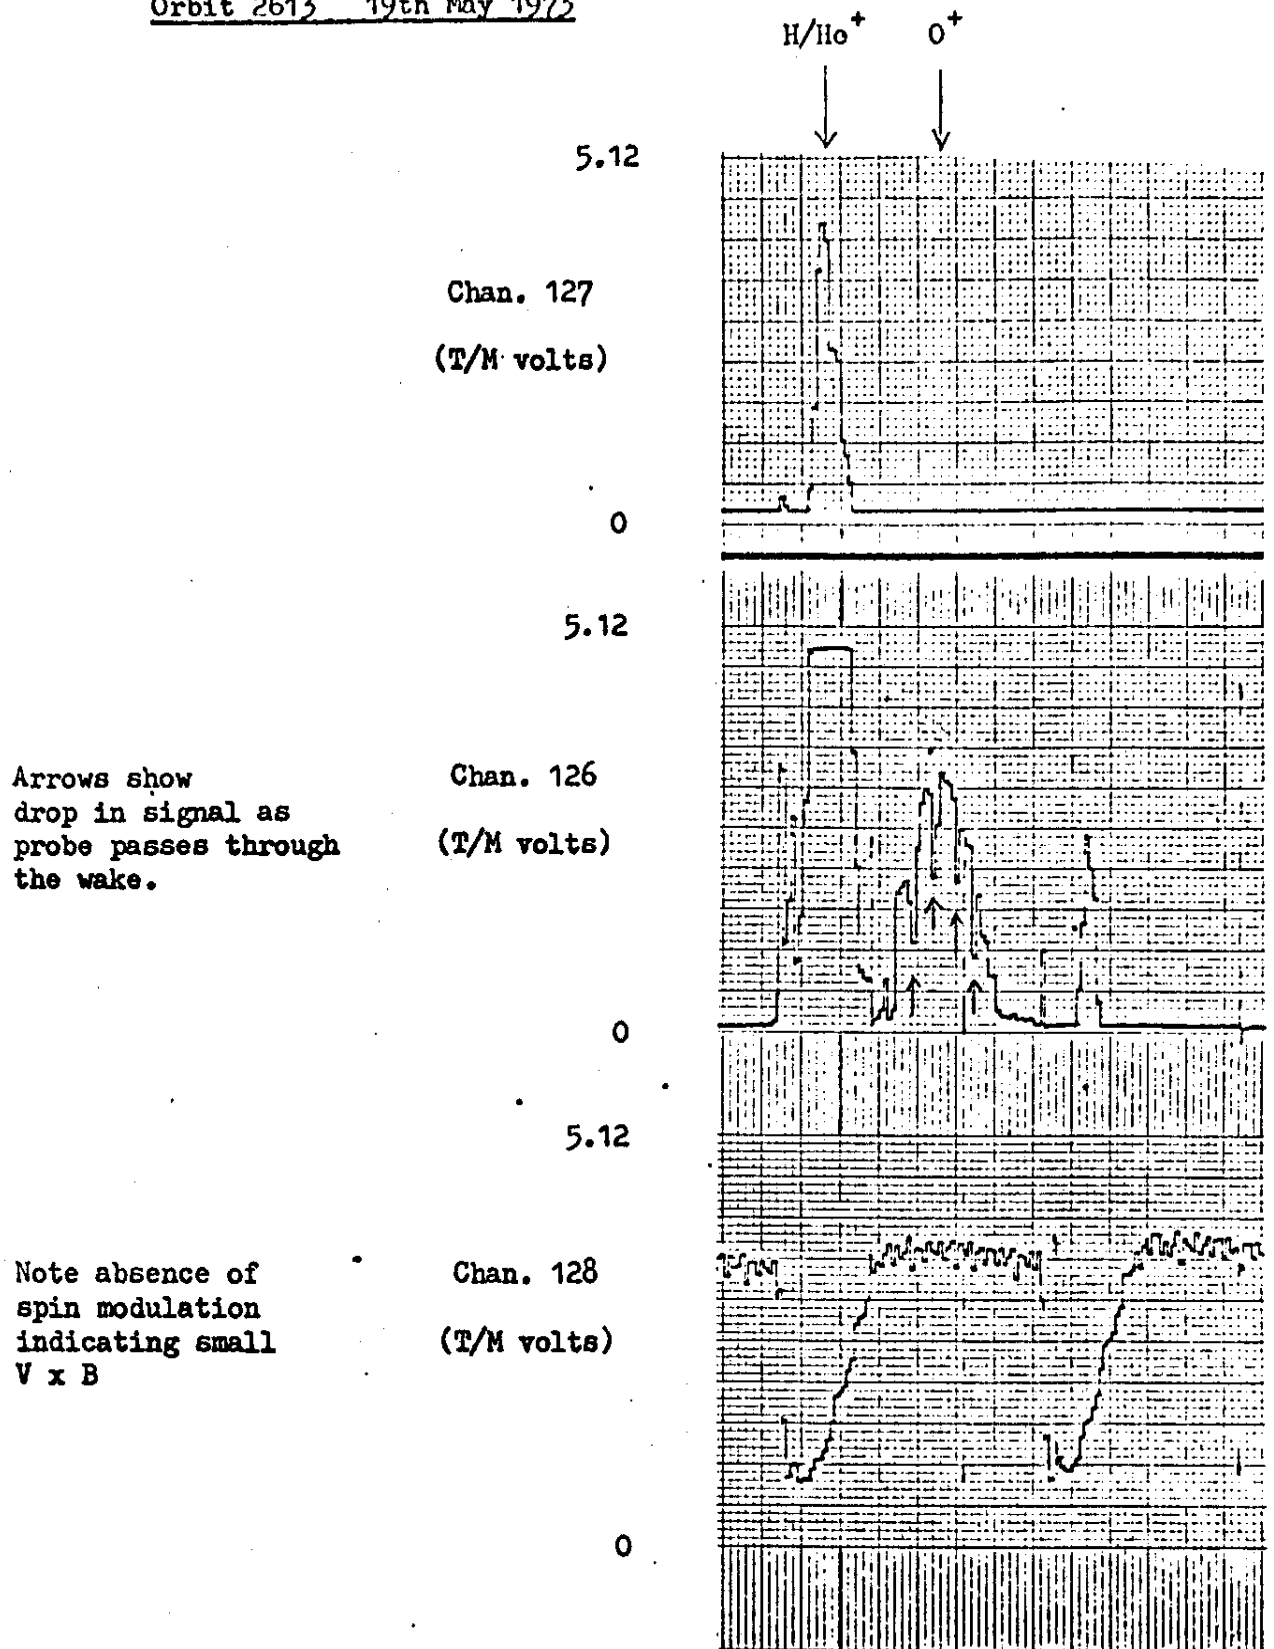 Orbit 2613 19th May 1973
H/He+ O+
5.12
Chan. 127
(T/M volts)
0
5.12
Arrows show
drop in signal as
probe passes through
the wake.
Chan. 126
(T/M volts)
0
5.12
Note absence of
spin modulation
indicating small
V x B
Chan. 128
(T/M volts)
0